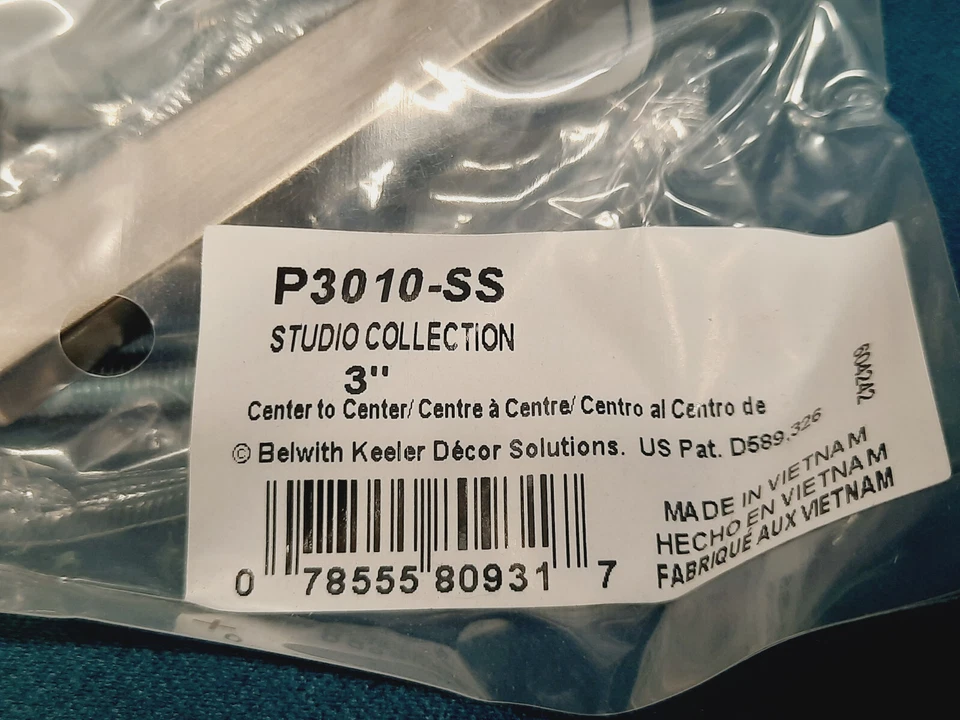 P3010-SS
STUDIO COLLECTION
3"
Center to Center/ Centre à Centre/ Centro al Centro de
© Belwith Keeler Décor Solutions. US Pat. D589,326
MADE IN VIETNAM
HECHO EN VIETNAM
FABRIQUÉ AUX VIETNAM
0 78555 80931 7